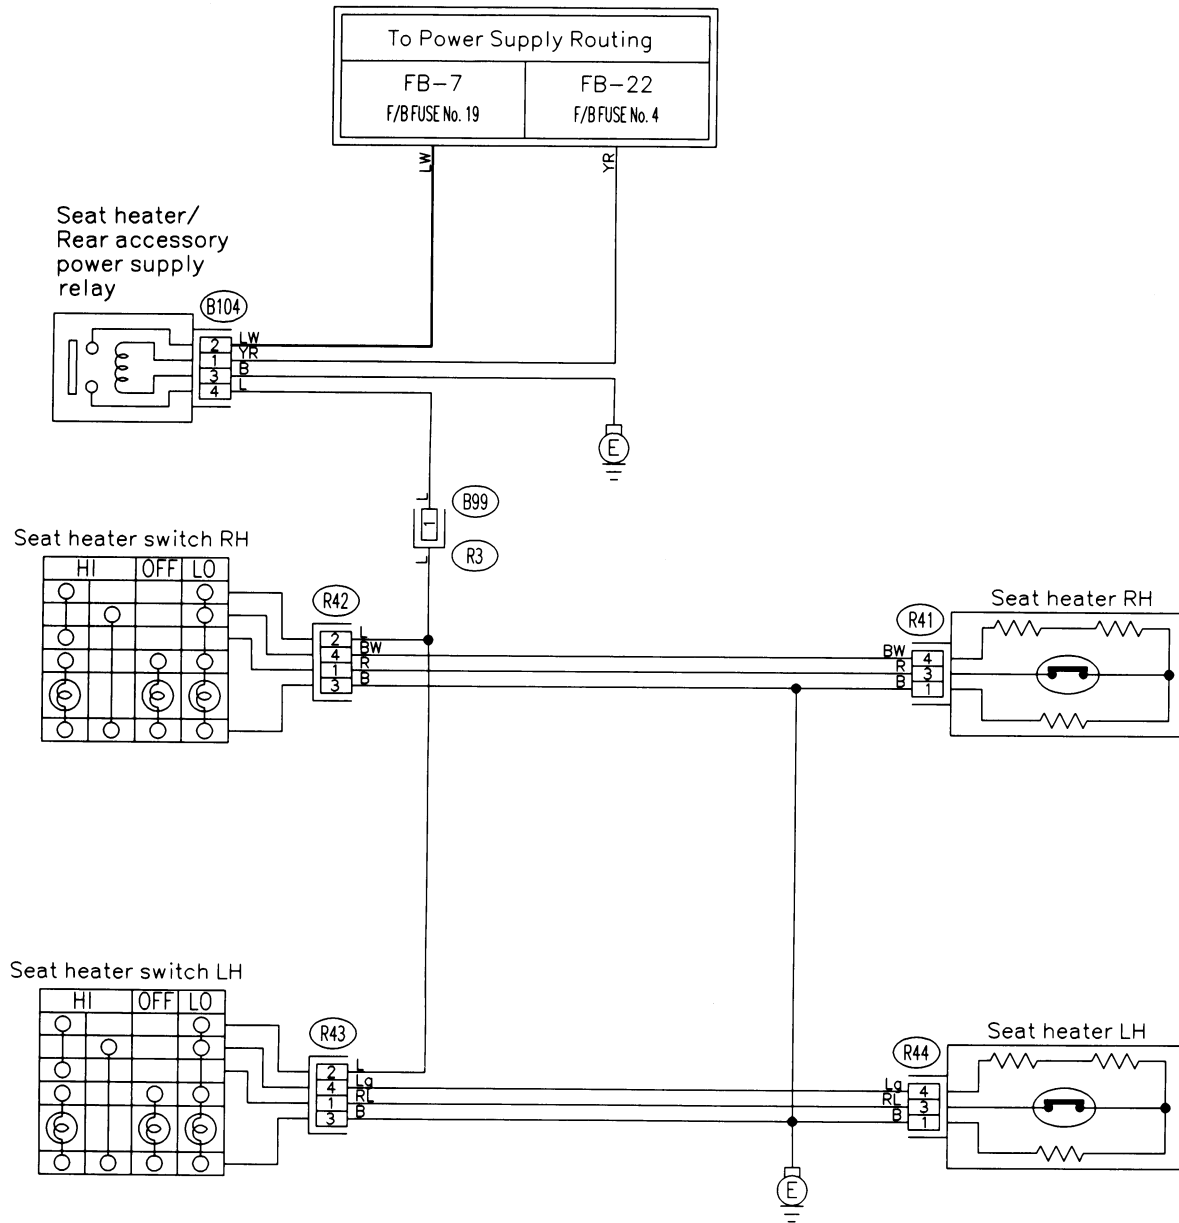 To Power Supply Routing
FB-7
FB-22
F/B FUSE No. 19
F/B FUSE No. 4
LW
YR
Seat heater/
Rear accessory
power supply
relay
B104
2
LW
1
YR
3
B
4
L
E
L
B99
1
L
R3
Seat heater switch RH
HI
OFF
LO
R42
2
L
4
BW
1
R
3
B
Seat heater RH
R41
BW
4
R
3
B
1
Seat heater switch LH
HI
OFF
LO
R43
2
L
4
Lg
1
RL
3
B
Seat heater LH
R44
Lg
4
RL
3
B
1
E